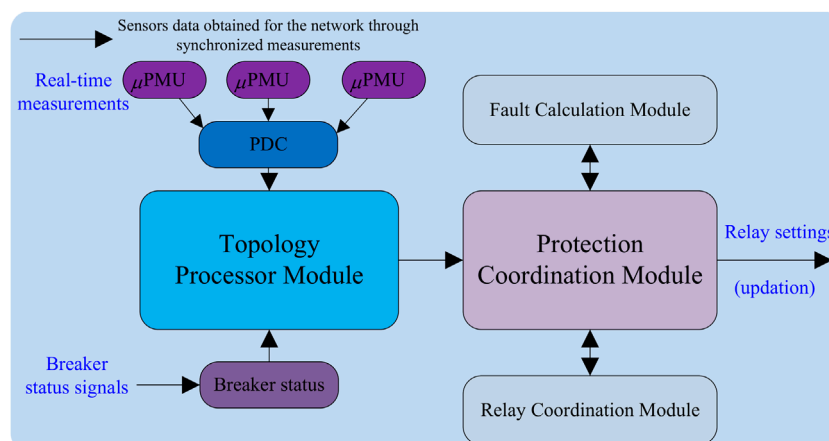 Sensors data obtained for the network through
synchronized measurements
Real-time
measurements
μPMU
μPMU
μPMU
PDC
Fault Calculation Module
Topology
Processor Module
Protection
Coordination Module
Relay settings
(updation)
Breaker
status signals
Breaker status
Relay Coordination Module